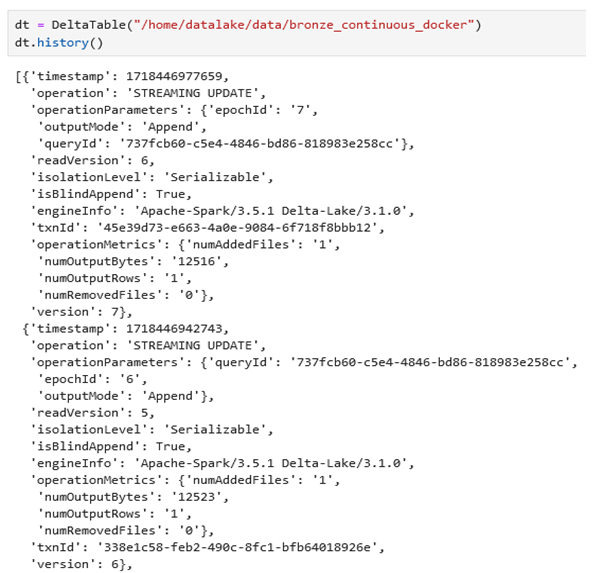 dt = DeltaTable("/home/datalake/data/bronze_continuous_docker")
dt.history()
[{'timestamp': 1718446977659,
'operation': 'STREAMING UPDATE',
'operationParameters': {'epochId': '7',
'outputMode': 'Append',
'queryId': '737fcb60-c5e4-4846-bd86-818983e258cc'},
'readVersion': 6,
'isolationLevel': 'Serializable',
'isBlindAppend': True,
'engineInfo': 'Apache-Spark/3.5.1 Delta-Lake/3.1.0',
'txnId': '45e39d73-e663-4a0e-9084-6f718f8bbb12',
'operationMetrics': {'numAddedFiles': '1',
'numOutputBytes': '12516',
'numOutputRows': '1',
'numRemovedFiles': '0'},
'version': 7},
{'timestamp': 1718446942743,
'operation': 'STREAMING UPDATE',
'operationParameters': {'queryId': '737fcb60-c5e4-4846-bd86-818983e258cc',
'epochId': '6',
'outputMode': 'Append'},
'readVersion': 5,
'isolationLevel': 'Serializable',
'isBlindAppend': True,
'engineInfo': 'Apache-Spark/3.5.1 Delta-Lake/3.1.0',
'operationMetrics': {'numAddedFiles': '1',
'numOutputBytes': '12523',
'numOutputRows': '1',
'numRemovedFiles': '0'},
'txnId': '338e1c58-feb2-490c-8fc1-bfb64018926e',
'version': 6},